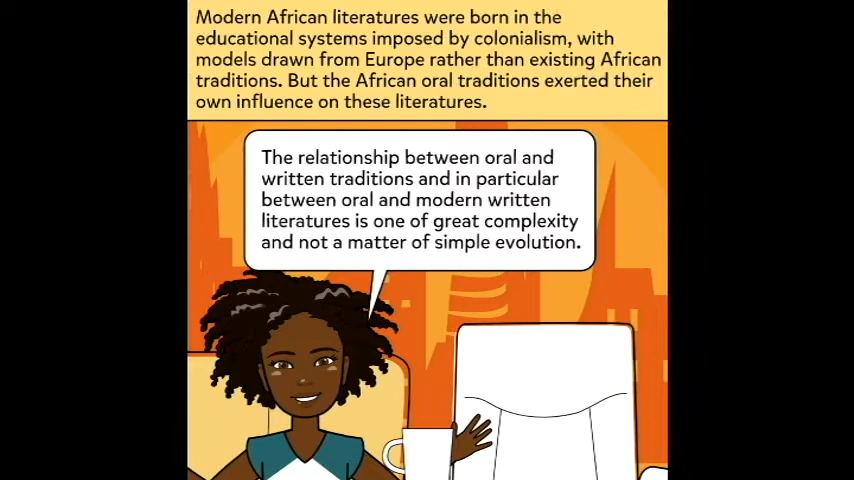 Modern African literatures were born in the
educational systems imposed by colonialism, with
models drawn from Europe rather than existing African
traditions. But the African oral traditions exerted their
own influence on these literatures.
The relationship between oral and
written traditions and in particular
between oral and modern written
literatures is one of great complexity
and not a matter of simple evolution.